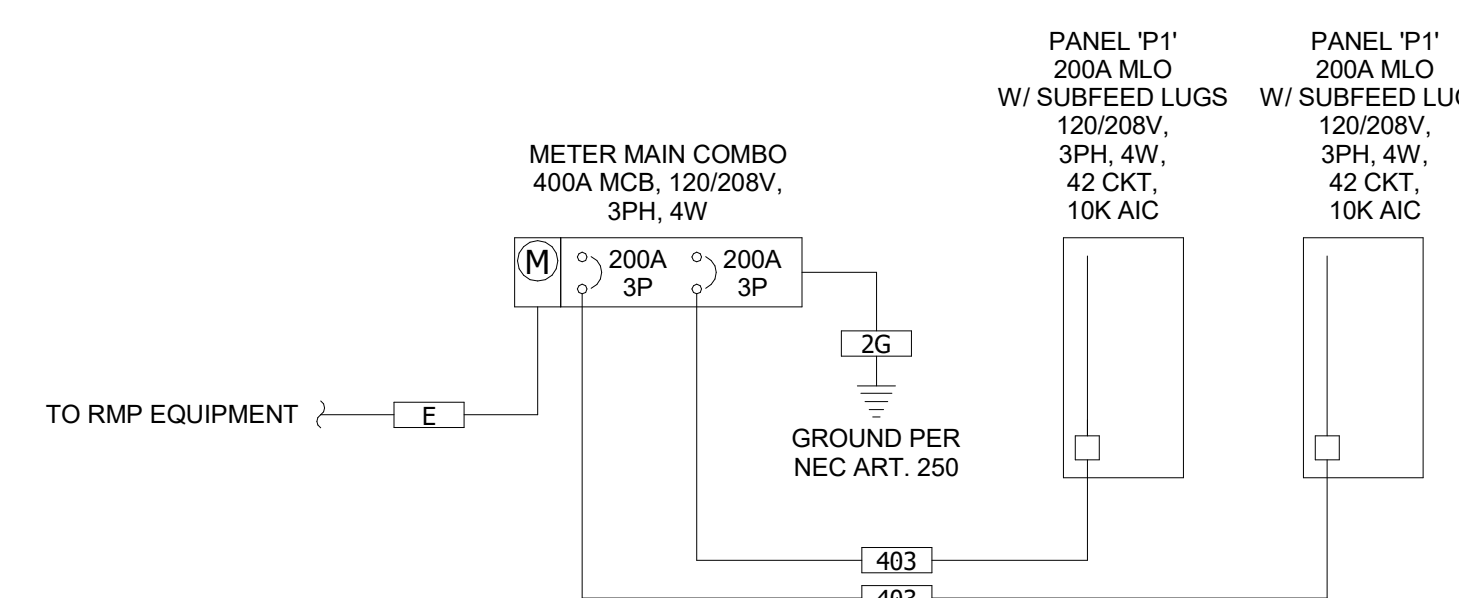 PANEL 'P1'
200A MLO
W/ SUBFEED LUGS
120/208V,
3PH, 4W,
42 CKT,
10K AIC
PANEL 'P1'
200A MLO
W/ SUBFEED
120/208V,
3PH, 4W,
42 CKT,
10K AIC
METER MAIN COMBO
400A MCB, 120/208V,
3PH, 4W
M
200A
3P
200A
3P
2G
TO RMP EQUIPMENT
E
GROUND PER
NEC ART. 250
403
403